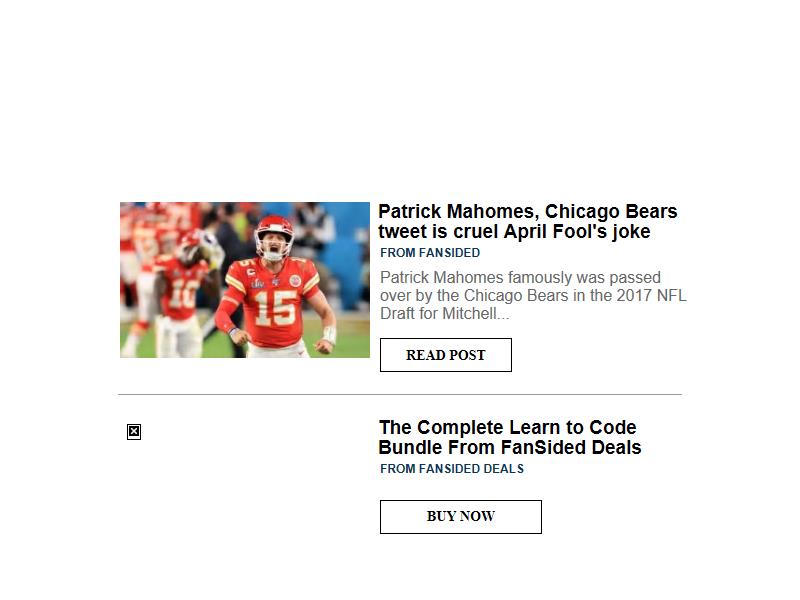 Patrick Mahomes, Chicago Bears
tweet is cruel April Fool's joke
FROM FANSIDED
Patrick Mahomes famously was passed
over by the Chicago Bears in the 2017 NFL
Draft for Mitchell...
READ POST
15
10
The Complete Learn to Code
Bundle From FanSided Deals
FROM FANSIDED DEALS
BUY NOW